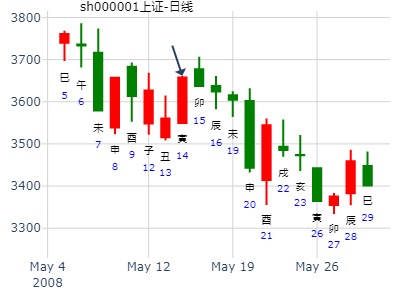 sh000001上证-日线
3800
3700
3600
3500
3400
3300
巳
5
午
6
未
7
申
8
酉
9
子
12
丑
13
寅
14
卯
15
辰
16
未
19
申
20
酉
21
戌
22
亥
23
寅
26
卯
27
辰
28
巳
29
May 4
2008
May 12
May 19
May 26